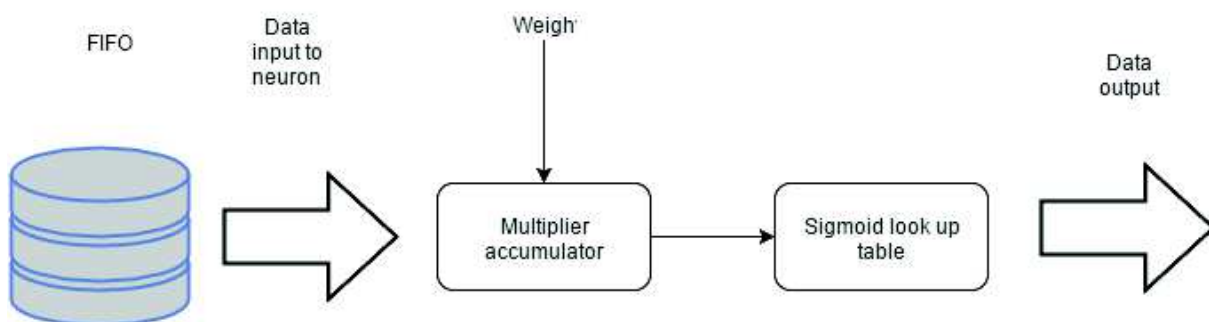 FIFO
Data
input to
neuron
Weigh
Data
output
Multiplier
accumulator
Sigmoid look up
table